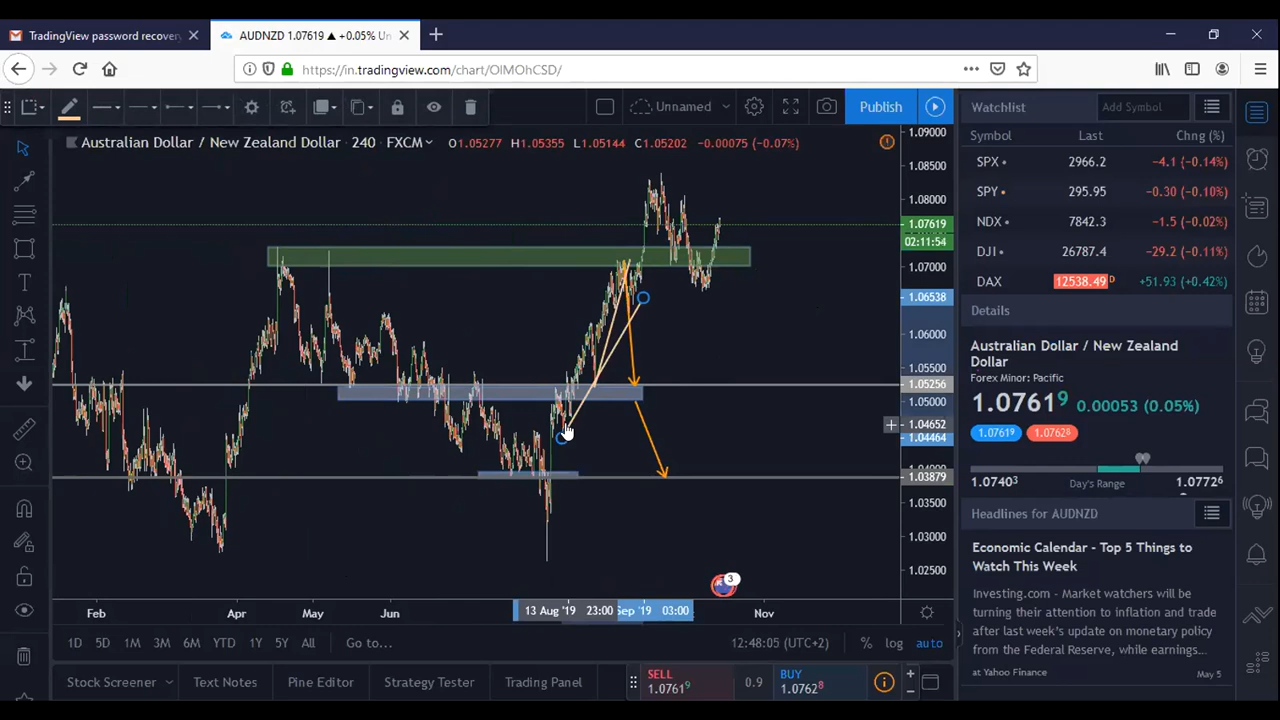 TradingView password recovery
AUDNZD 1.07619 ▲ +0.05% Un
https://in.tradingview.com/chart/OIMOhCSD/
Unnamed
Publish
Watchlist
Add Symbol
Australian Dollar / New Zealand Dollar 240 FXCM O1.05277 H1.05355 L1.05144 C1.05202 -0.00075 (-0.07%)
Symbol Last Chng (%)
SPX 2966.2 -4.1 (-0.14%)
SPY 295.95 -0.30 (-0.10%)
NDX 7842.3 -1.5 (-0.02%)
DJI 26787.4 -29.2 (-0.11%)
DAX 12538.49 D +51.93 (+0.42%)
1.09000
1.08500
1.08000
1.07619
02:11:54
1.07000
1.06538
1.06000
1.05500
1.05256
1.05000
1.04652
1.04464
1.03879
1.03500
1.03000
1.02500
Details
Australian Dollar / New Zealand
Dollar
Forex Minor: Pacific
1.07619 0.00053 (0.05%)
1.07619 1.07628
1.07403 Day's Range 1.07726
Headlines for AUDNZD
Economic Calendar - Top 5 Things to
Watch This Week
Investing.com - Market watchers will be
turning their attention to inflation and trade
after last week's update on monetary policy
from the Federal Reserve, while earnings...
at Yahoo Finance May 5
3
Feb Apr May Jun 13 Aug '19 23:00 Sep '19 03:00 Nov
1D 5D 1M 3M 6M YTD 1Y 5Y All Go to... 12:48:05 (UTC+2) % log auto
Stock Screener Text Notes Pine Editor Strategy Tester Trading Panel
SELL
1.07619
0.9
BUY
1.07628